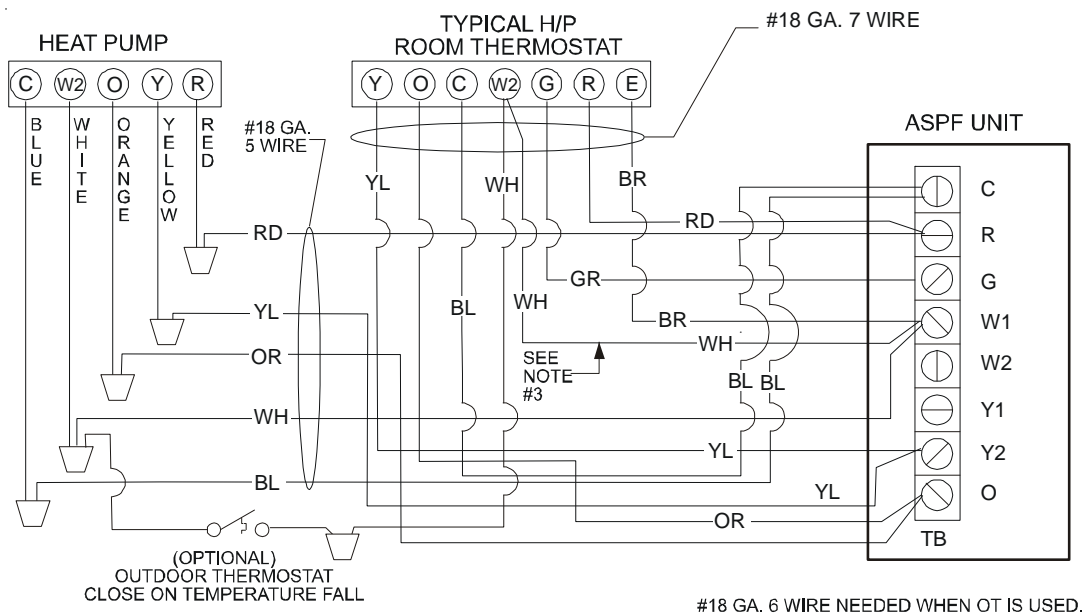 HEAT PUMP
C W2 O Y R
BLUE
WHITE
ORANGE
YELLOW
RED
#18 GA.
5 WIRE
TYPICAL H/P
ROOM THERMOSTAT
Y O C W2 G R E
#18 GA. 7 WIRE
ASPF UNIT
YL
WH
BR
RD
RD
GR
YL
BL
WH
BR
WH
OR
SEE
NOTE
#3
BL BL
WH
YL
BL
YL
OR
C
R
G
W1
W2
Y1
Y2
O
TB
(OPTIONAL)
OUTDOOR THERMOSTAT
CLOSE ON TEMPERATURE FALL
#18 GA. 6 WIRE NEEDED WHEN OT IS USED.